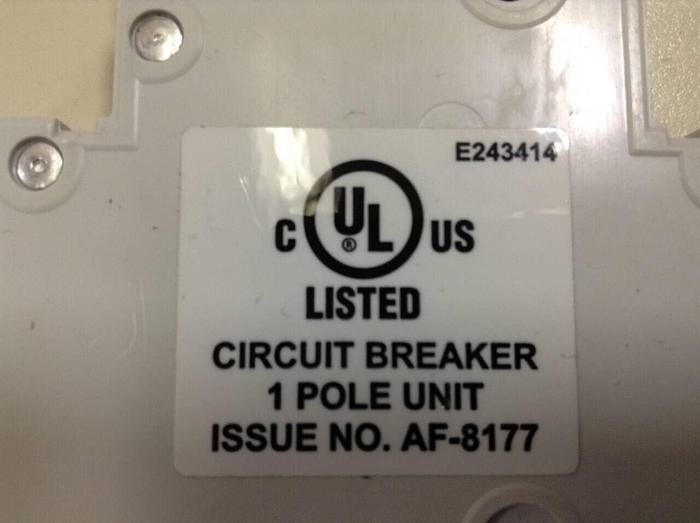 E243414
C UL® US
LISTED
CIRCUIT BREAKER
1 POLE UNIT
ISSUE NO. AF-8177